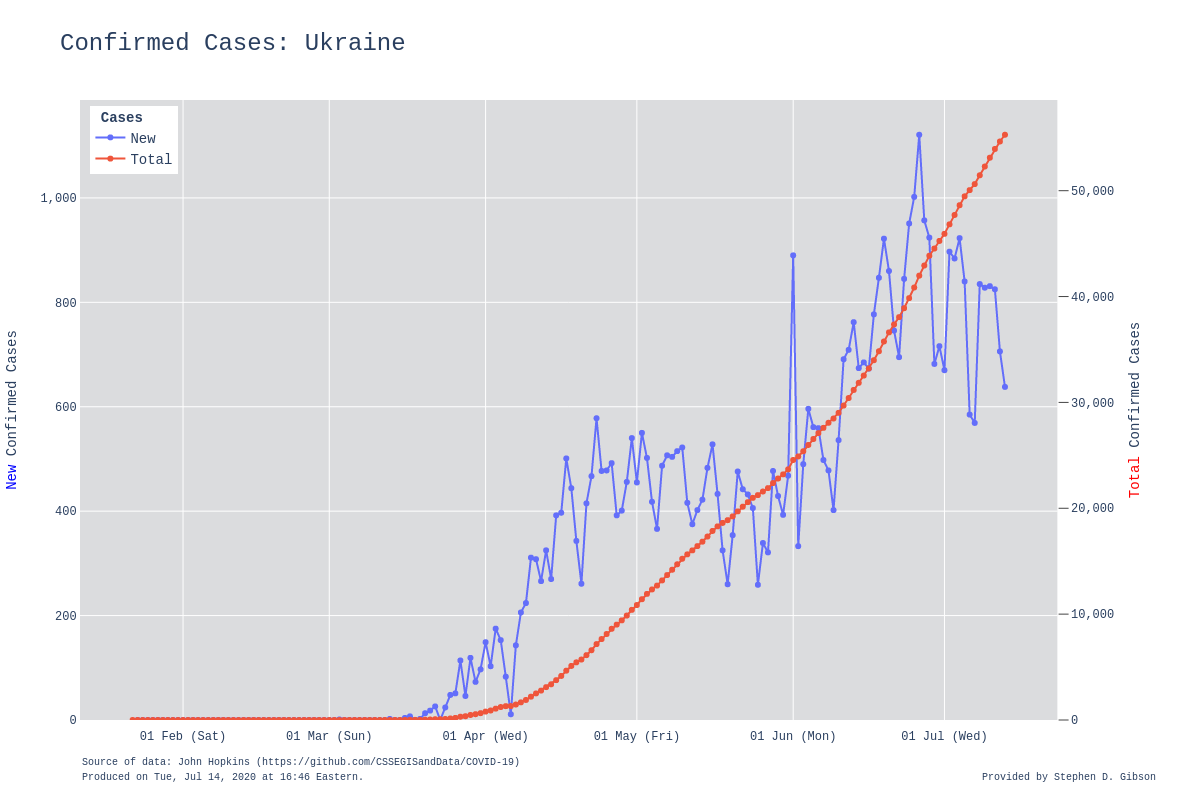 Confirmed Cases: Ukraine
Cases
New
Total
1,000
800
600
400
200
0
50,000
40,000
30,000
20,000
10,000
0
New Confirmed Cases
Total Confirmed Cases
01 Feb (Sat)
01 Mar (Sun)
01 Apr (Wed)
01 May (Fri)
01 Jun (Mon)
01 Jul (Wed)
Source of data: John Hopkins (https://github.com/CSSEGISandData/COVID-19)
Produced on Tue, Jul 14, 2020 at 16:46 Eastern.
Provided by Stephen D. Gibson